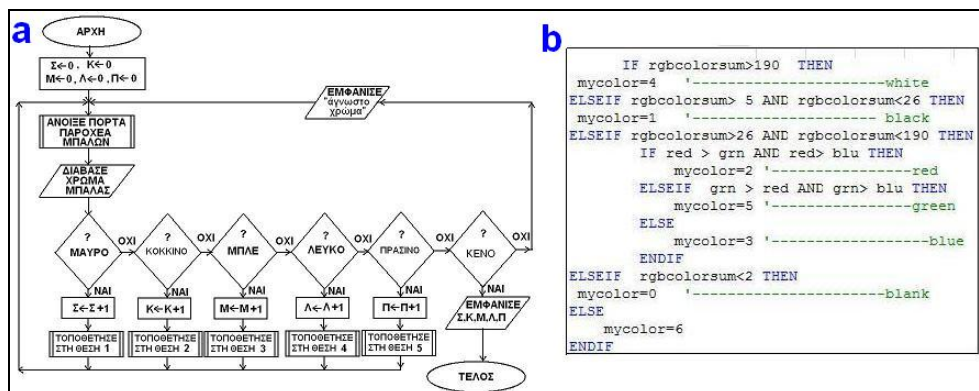 a
ΑΡΧΗ
Σ←0 , Κ←0
Μ←0, Λ←0, Π←0
ΑΝΟΙΞΕ ΠΟΡΤΑ
ΠΑΡΟΧΕΑ
ΜΠΑΛΩΝ
ΕΜΦΑΝΙΣΕ
"άγνωστο
χρώμα"
ΔΙΑΒΑΣΕ
ΧΡΩΜΑ
ΜΠΑΛΑΣ
? ? ? ? ? ?
ΟΧΙ ΟΧΙ ΟΧΙ ΟΧΙ ΟΧΙ ΟΧΙ
ΜΑΥΡΟ ΚΟΚΚΙΝΟ ΜΠΛΕ ΛΕΥΚΟ ΠΡΑΣΙΝΟ ΚΕΝΟ
ΝΑΙ ΝΑΙ ΝΑΙ ΝΑΙ ΝΑΙ ΝΑΙ
Σ←Σ+1 Κ←Κ+1 Μ←Μ+1 Λ←Λ+1 Π←Π+1
ΕΜΦΑΝΙΣΕ
Σ,Κ,Μ,Λ,Π
ΤΟΠΟΘΕΤΗΣΕ ΤΟΠΟΘΕΤΗΣΕ ΤΟΠΟΘΕΤΗΣΕ ΤΟΠΟΘΕΤΗΣΕ ΤΟΠΟΘΕΤΗΣΕ
ΣΤΗ ΘΕΣΗ 1 ΣΤΗ ΘΕΣΗ 2 ΣΤΗ ΘΕΣΗ 3 ΣΤΗ ΘΕΣΗ 4 ΣΤΗ ΘΕΣΗ 5
ΤΕΛΟΣ
b
IF rgbcolorsum>190 THEN
mycolor=4 '----------------------white
ELSEIF rgbcolorsum> 5 AND rgbcolorsum<26 THEN
mycolor=1 '--------------------- black
ELSEIF rgbcolorsum>26 AND rgbcolorsum<190 THEN
IF red > grn AND red> blu THEN
mycolor=2 '----------------red
ELSEIF grn > red AND grn> blu THEN
mycolor=5 '----------------green
ELSE
mycolor=3 '------------------blue
ENDIF
ELSEIF rgbcolorsum<2 THEN
mycolor=0 '----------------------blank
ELSE
mycolor=6
ENDIF